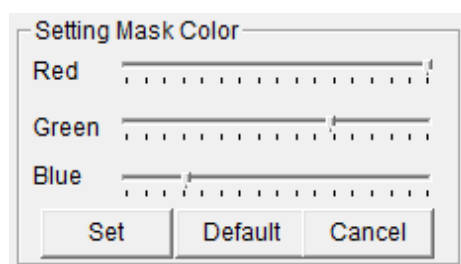 Setting Mask Color
Red
Green
Blue
Set Default Cancel